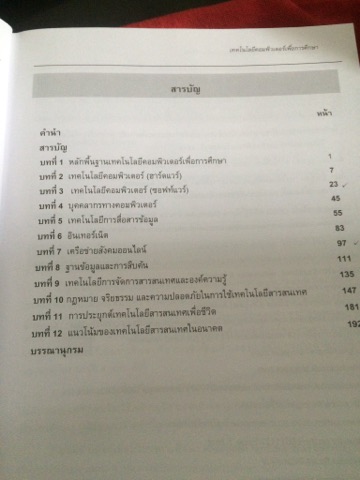 เทคโนโลยีคอมพิวเตอร์เพื่อการศึกษา
สารบัญ
หน้า
คำนำ
สารบัญ
บทที่ 1 หลักพื้นฐานเทคโนโลยีคอมพิวเตอร์เพื่อการศึกษา 1
บทที่ 2 เทคโนโลยีคอมพิวเตอร์ (ฮาร์ดแวร์) 7
บทที่ 3 เทคโนโลยีคอมพิวเตอร์ (ซอฟท์แวร์) 23
บทที่ 4 บุคคลากรทางคอมพิวเตอร์ 45
บทที่ 5 เทคโนโลยีการสื่อสารข้อมูล 55
บทที่ 6 อินเทอร์เน็ต 83
บทที่ 7 เครือข่ายสังคมออนไลน์ 97
บทที่ 8 ฐานข้อมูลและการสืบค้น 111
บทที่ 9 เทคโนโลยีการจัดการสารสนเทศและองค์ความรู้ 135
บทที่ 10 กฎหมาย จริยธรรม และความปลอดภัยในการใช้เทคโนโลยีสารสนเทศ 147
บทที่ 11 การประยุกต์เทคโนโลยีสารสนเทศเพื่อชีวิต 181
บทที่ 12 แนวโน้มของเทคโนโลยีสารสนเทศในอนาคต 192
บรรณานุกรม